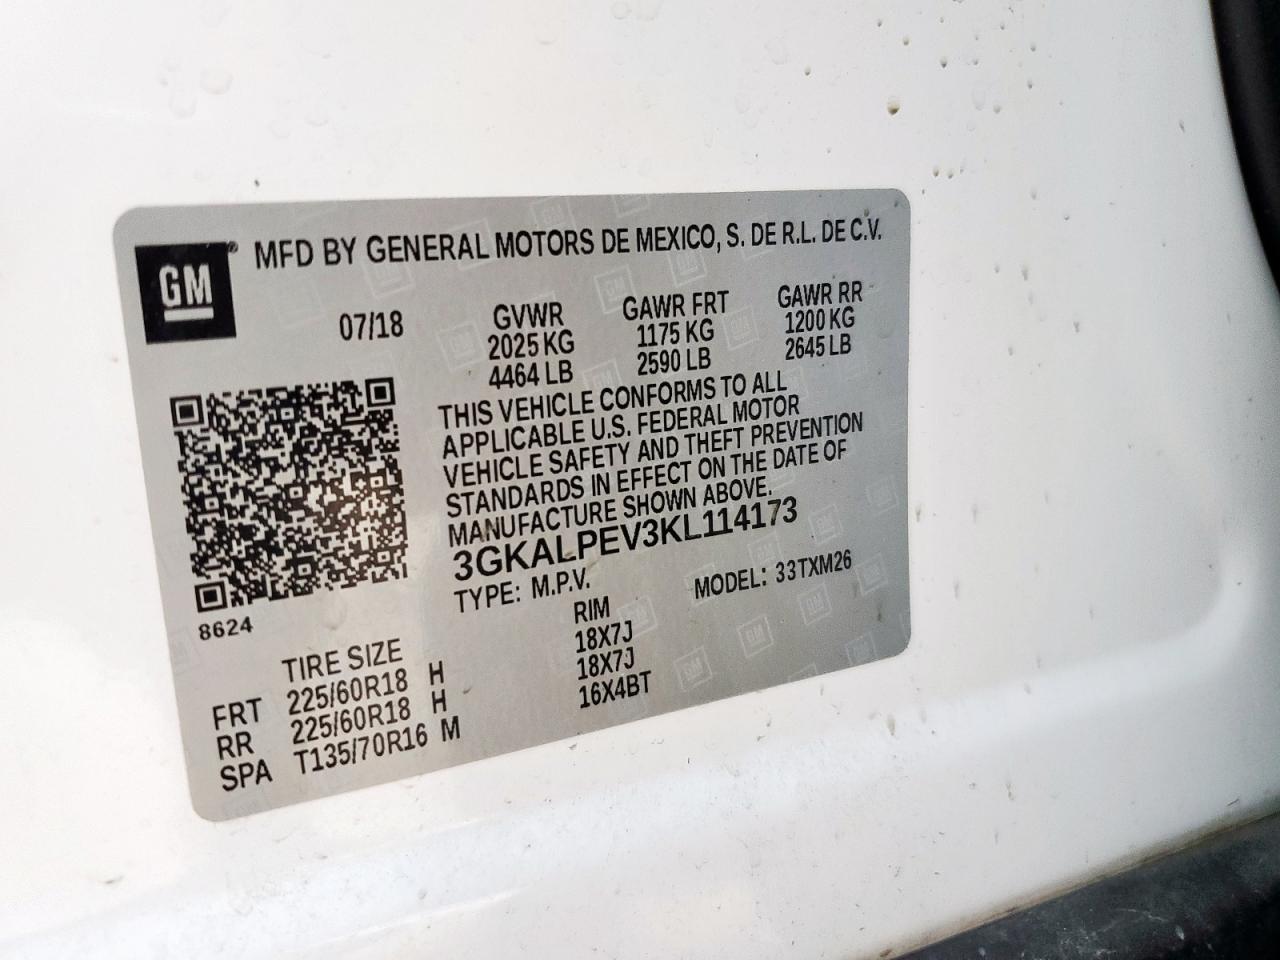 GM® MFD BY GENERAL MOTORS DE MEXICO, S. DE R.L. DE C.V.
07/18 GVWR GAWR FRT GAWR RR
2025 KG 1175 KG 1200 KG
4464 LB 2590 LB 2645 LB
THIS VEHICLE CONFORMS TO ALL
APPLICABLE U.S. FEDERAL MOTOR
VEHICLE SAFETY AND THEFT PREVENTION
STANDARDS IN EFFECT ON THE DATE OF
MANUFACTURE SHOWN ABOVE.
3GKALPEV3KL114173
TYPE: M.P.V. MODEL: 33TXM26
8624
TIRE SIZE RIM
FRT 225/60R18 H 18X7J
RR 225/60R18 H 18X7J
SPA T135/70R16 M 16X4BT